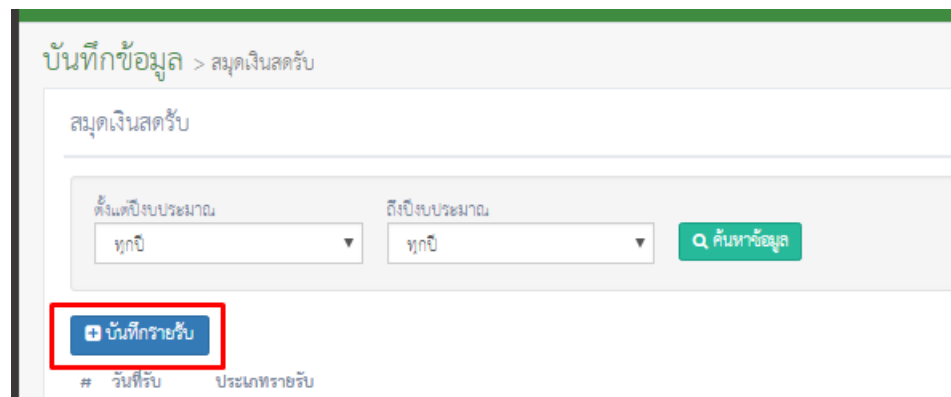 บันทึกข้อมูล > สมุดเงินสดรับ
สมุดเงินสดรับ
ตั้งแต่ปีงบประมาณ ถึงปีงบประมาณ
ทุกปี ทุกปี ค้นหาข้อมูล
บันทึกรายรับ
# วันที่รับ ประเภทรายรับ